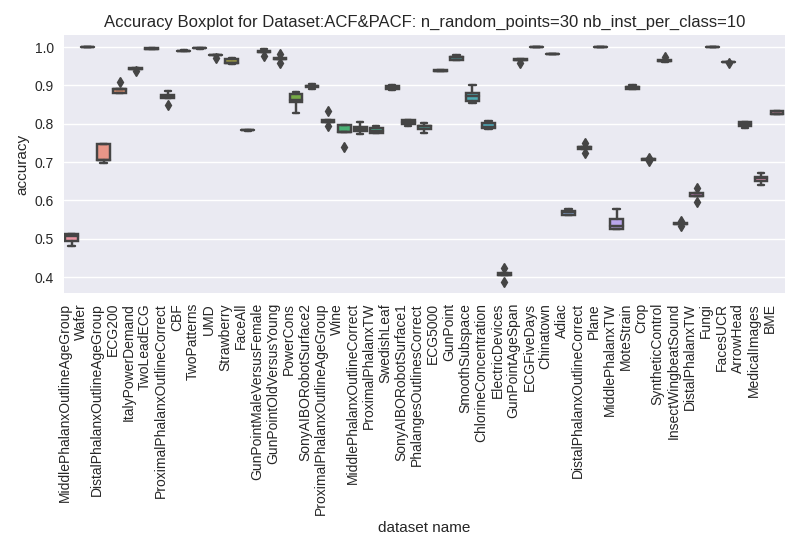 Accuracy Boxplot for Dataset:ACF&PACF: n_random_points=30 nb_inst_per_class=10
accuracy
1.0
0.9
0.8
0.7
0.6
0.5
0.4
MiddlePhalanxOutlineAgeGroup
Wafer
DistalPhalanxOutlineAgeGroup
ECG200
ItalyPowerDemand
TwoLeadECG
ProximalPhalanxOutlineCorrect
CBF
TwoPatterns
UMD
Strawberry
FaceAll
GunPointMaleVersusFemale
GunPointOldVersusYoung
PowerCons
SonyAIBORobotSurface2
ProximalPhalanxOutlineAgeGroup
Wine
MiddlePhalanxOutlineCorrect
ProximalPhalanxTW
SwedishLeaf
SonyAIBORobotSurface1
PhalangesOutlinesCorrect
ECG5000
GunPoint
SmoothSubspace
ChlorineConcentration
ElectricDevices
GunPointAgeSpan
ECGFiveDays
Chinatown
Adiac
DistalPhalanxOutlineCorrect
Plane
MiddlePhalanxTW
MoteStrain
Crop
SyntheticControl
InsectWingbeatSound
DistalPhalanxTW
Fungi
FacesUCR
ArrowHead
MedicalImages
BME
dataset name